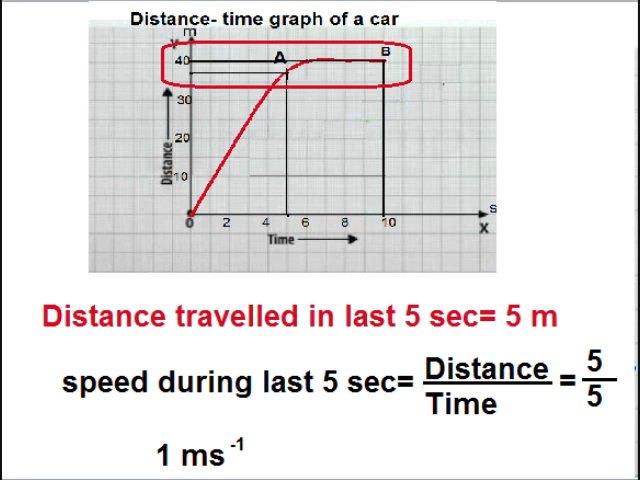 Distance- time graph of a car
m
Y
A
B
40
30
20
10
Distance
0 2 4 6 8 10
s
X
Time
Distance travelled in last 5 sec= 5 m
speed during last 5 sec= Distance = 5
Time 5
1 ms -1